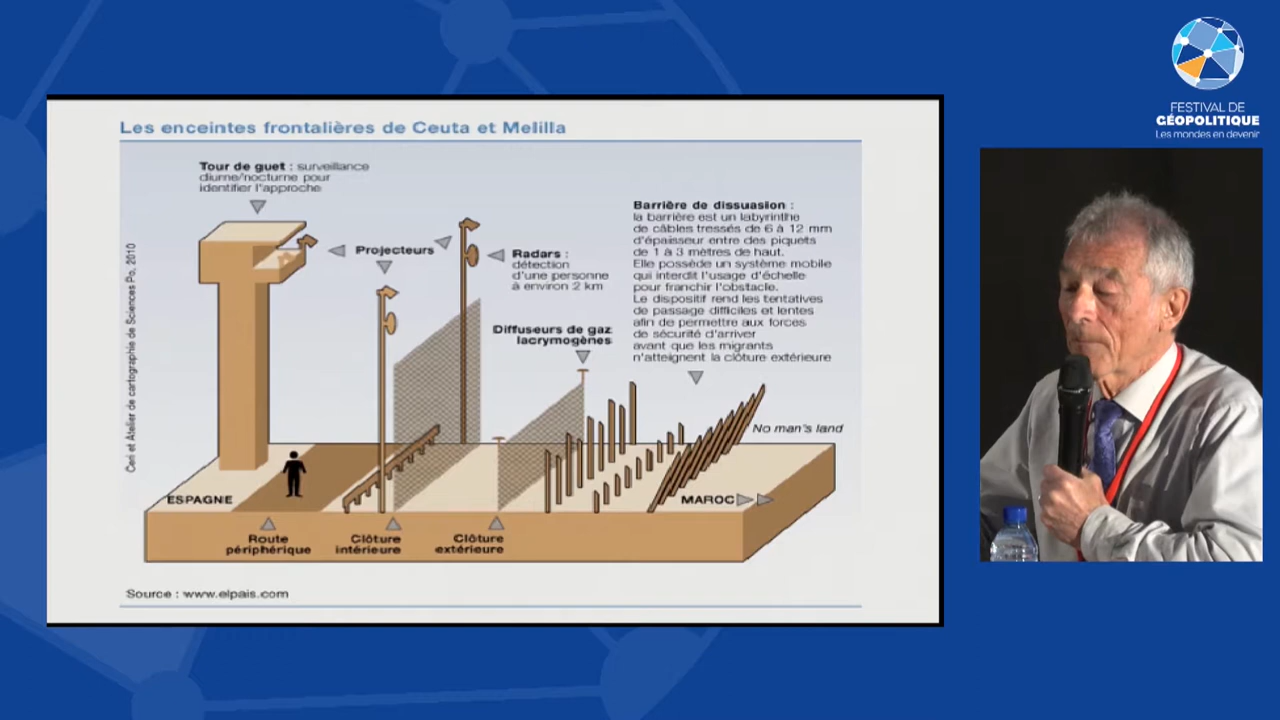 FESTIVAL DE
GÉOPOLITIQUE
Les mondes en devenir
Les enceintes frontalières de Ceuta et Melilla
Tour de guet : surveillance
diurne/nocturne pour
identifier l'approche
Projecteurs
Radars :
détection
d'une personne
à environ 2 km
Diffuseurs de gaz
lacrymogènes
Barrière de dissuasion :
la barrière est un labyrinthe
de câbles tressés de 6 à 12 mm
d'épaisseur entre des piquets
de 1 à 3 mètres de haut.
Elle possède un système mobile
qui interdit l'usage d'échelle
pour franchir l'obstacle.
Le dispositif rend les tentatives
de passage difficiles et lentes
afin de permettre aux forces
de sécurité d'arriver
avant que les migrants
n'atteignent la clôture extérieure
No man's land
ESPAGNE
MAROC
Route
périphérique
Clôture
intérieure
Clôture
extérieure
Ceri et Atelier de cartographie de Sciences Po, 2010
Source : www.elpais.com